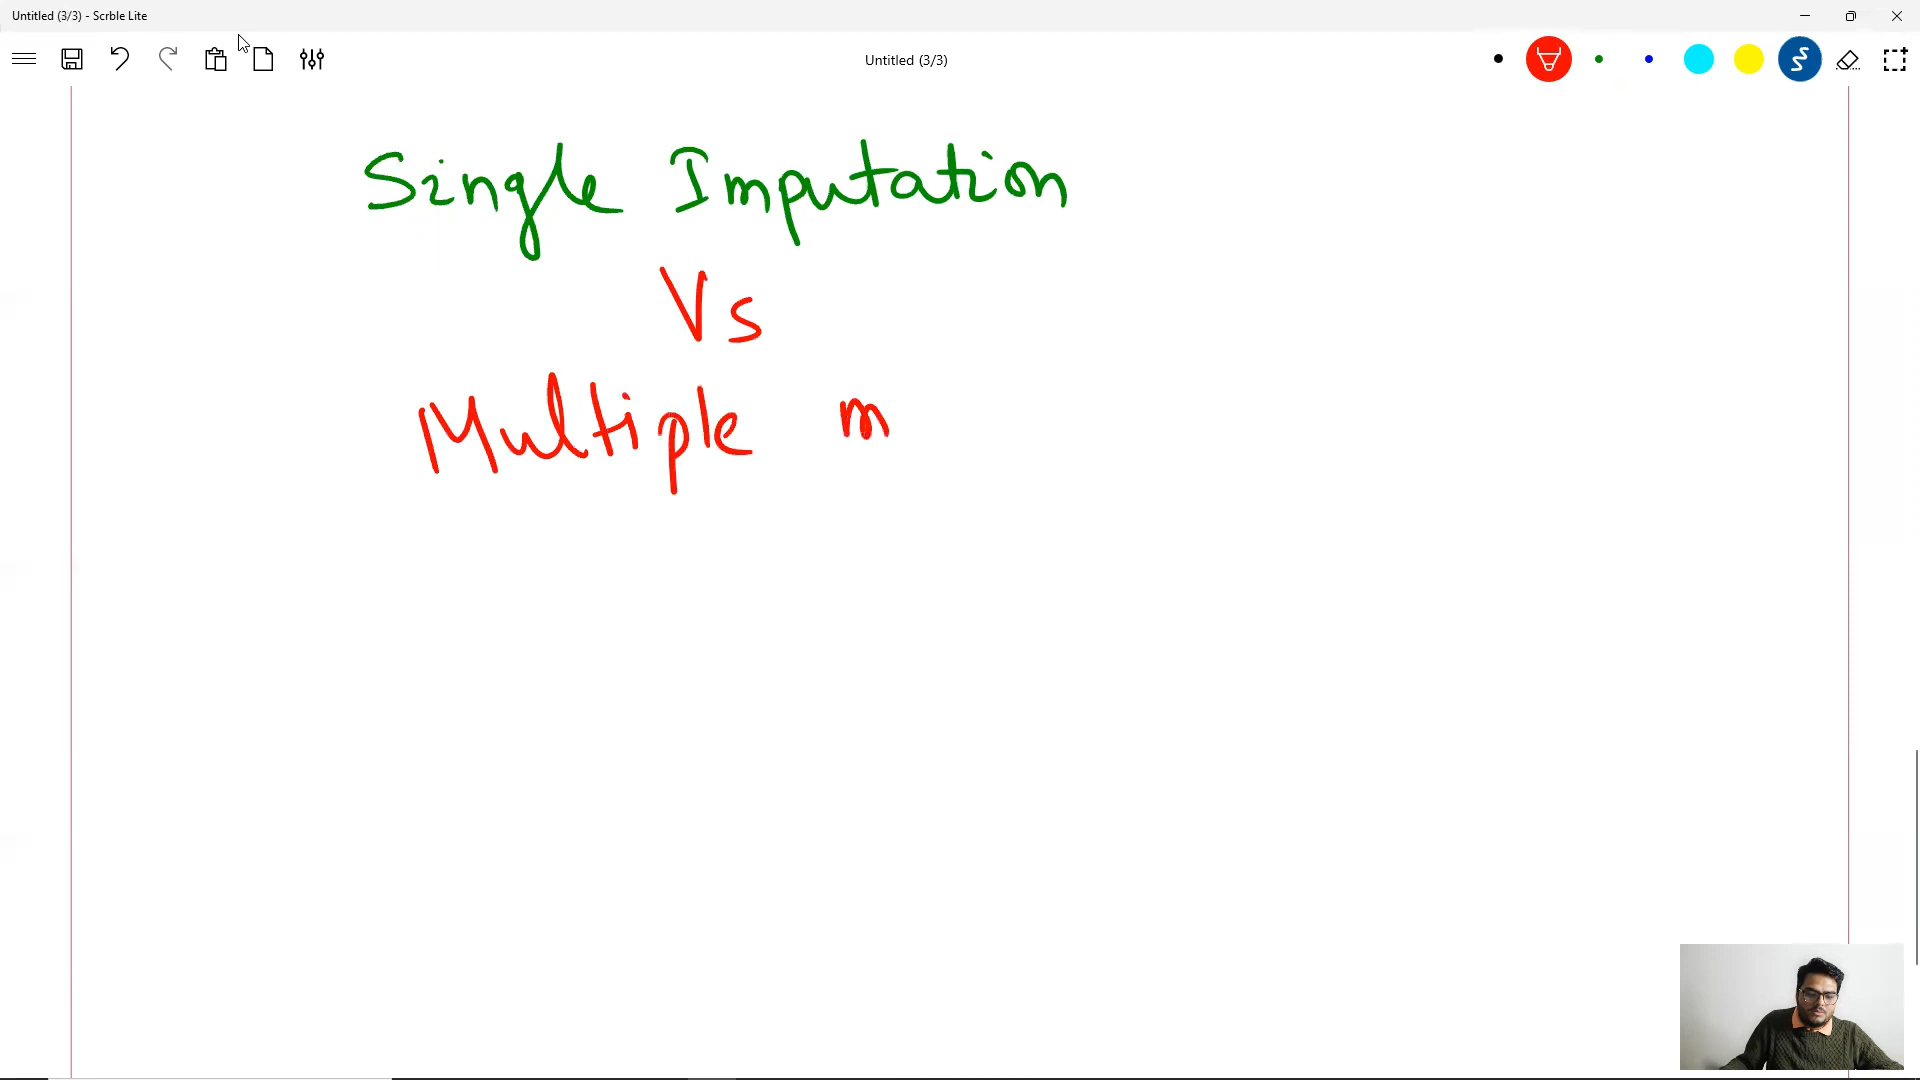 Untitled (3/3) - Scrble Lite
Untitled (3/3)
Single Imputation
Vs
Multiple m